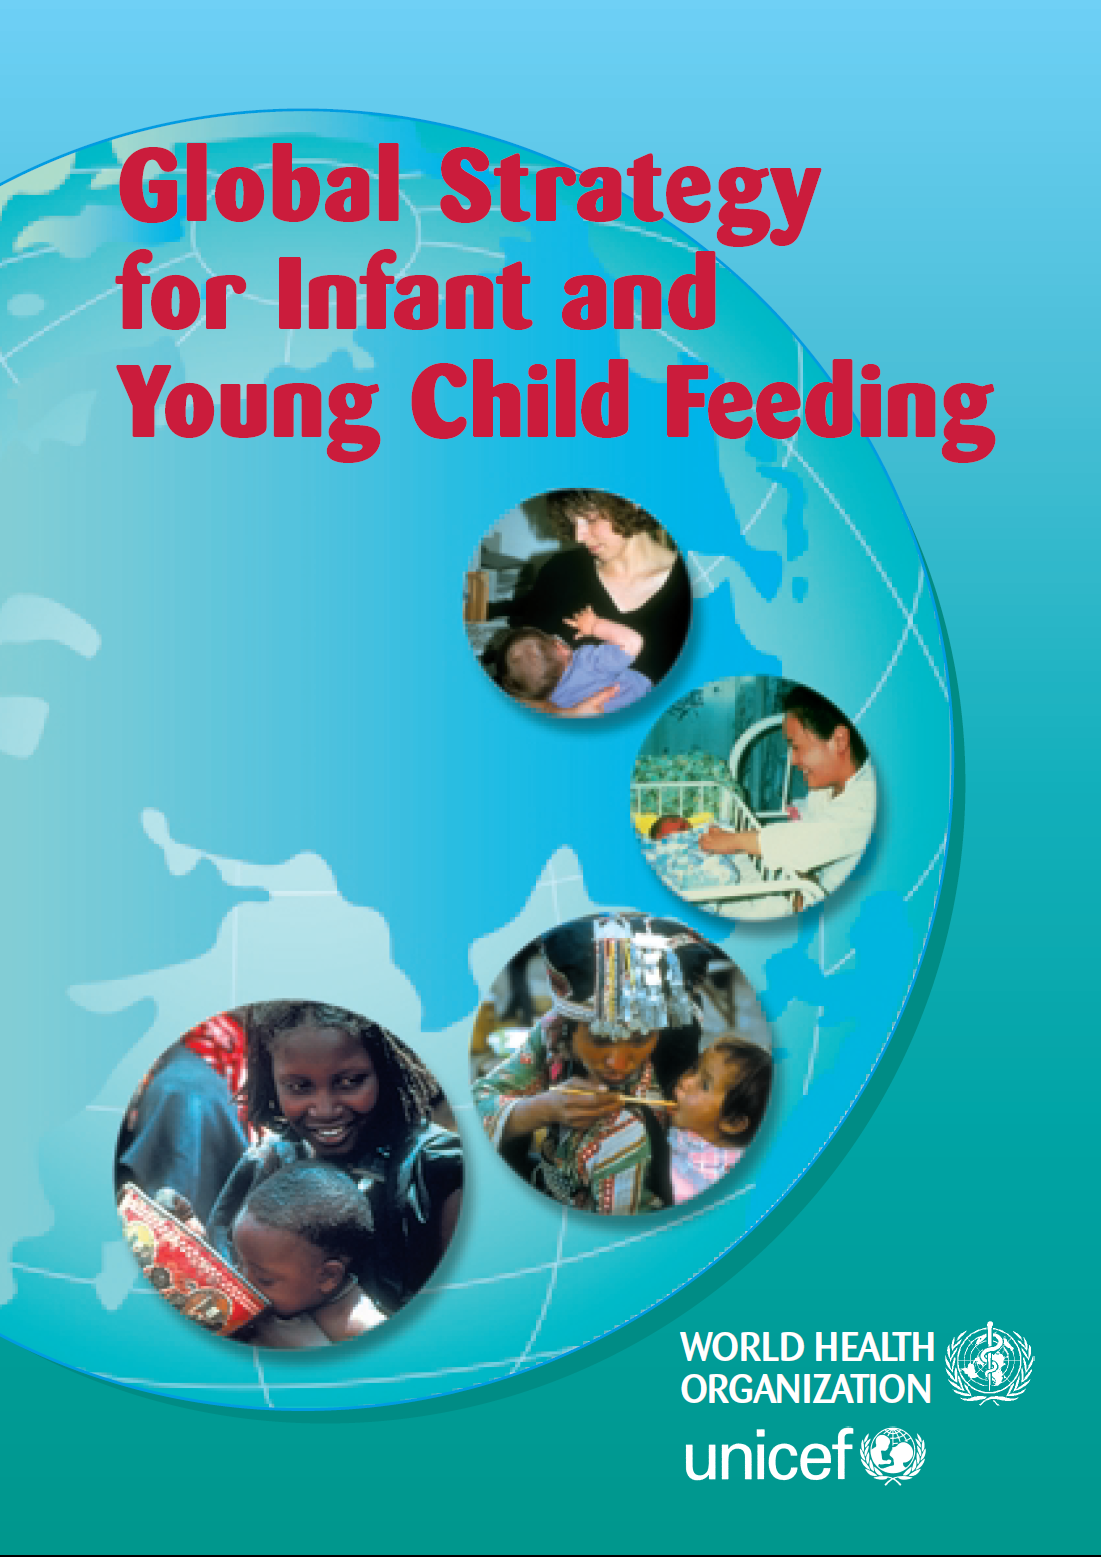 Global Strategy
for Infant and
Young Child Feeding
WORLD HEALTH
ORGANIZATION
unicef